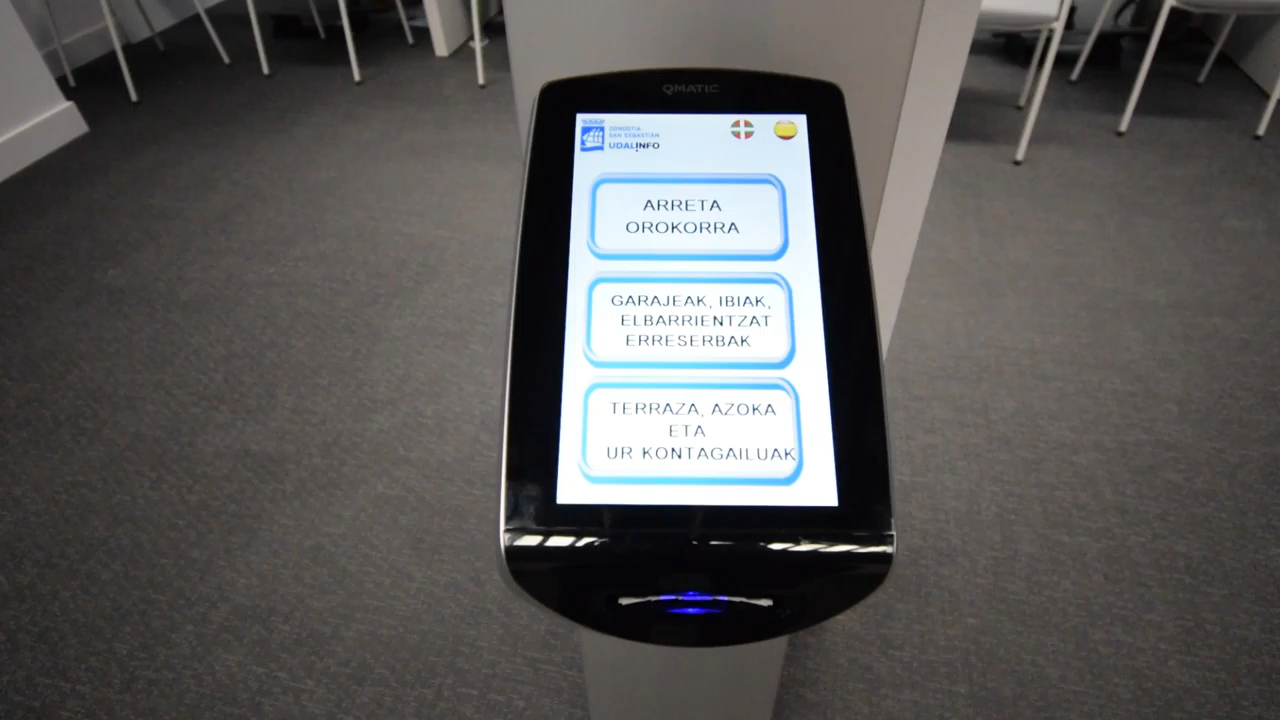 QMATIC
DONOSTIA
SAN SEBASTIÁN
UDALINFO
ARRETA
OROKORRA
GARAJEAK, IBIAK,
ELBARRIENTZAT
ERRESERBAK
TERRAZA, AZOKA
ETA
UR KONTAGAILUAK